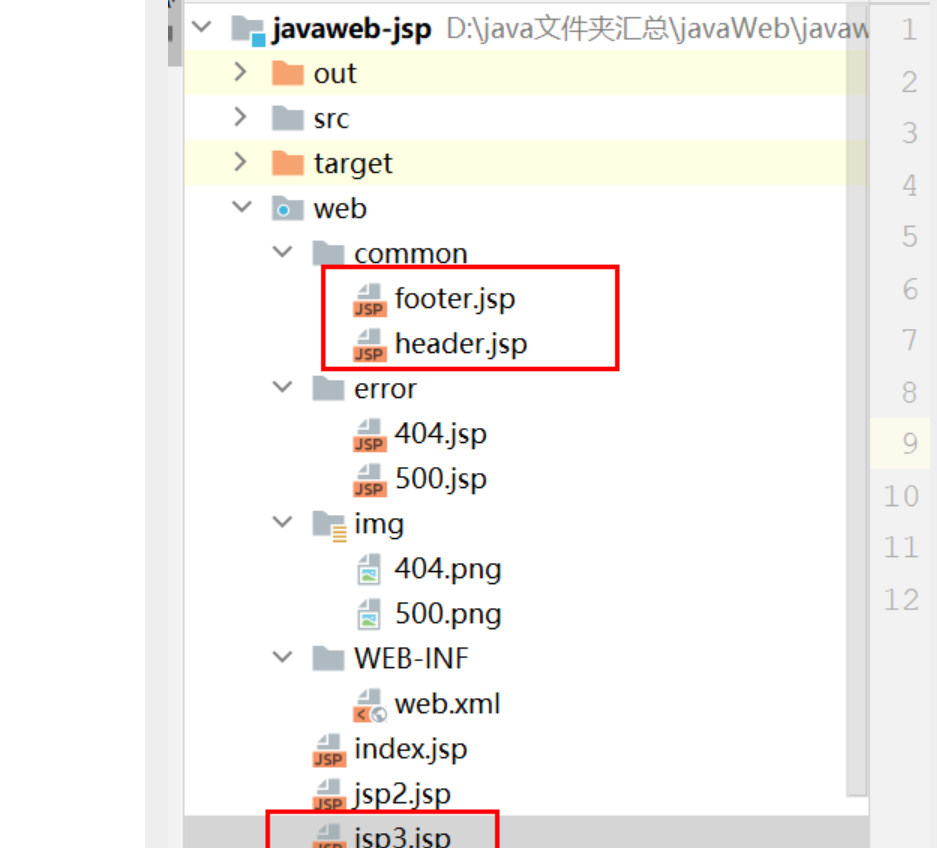 javaweb-jsp D:\java文件夹汇总\javaWeb\javaw
out
src
target
web
common
JSP footer.jsp
JSP header.jsp
error
JSP 404.jsp
JSP 500.jsp
img
404.png
500.png
WEB-INF
web.xml
JSP index.jsp
JSP jsp2.jsp
jsp3.jsp
1
2
3
4
5
6
7
8
9
10
11
12